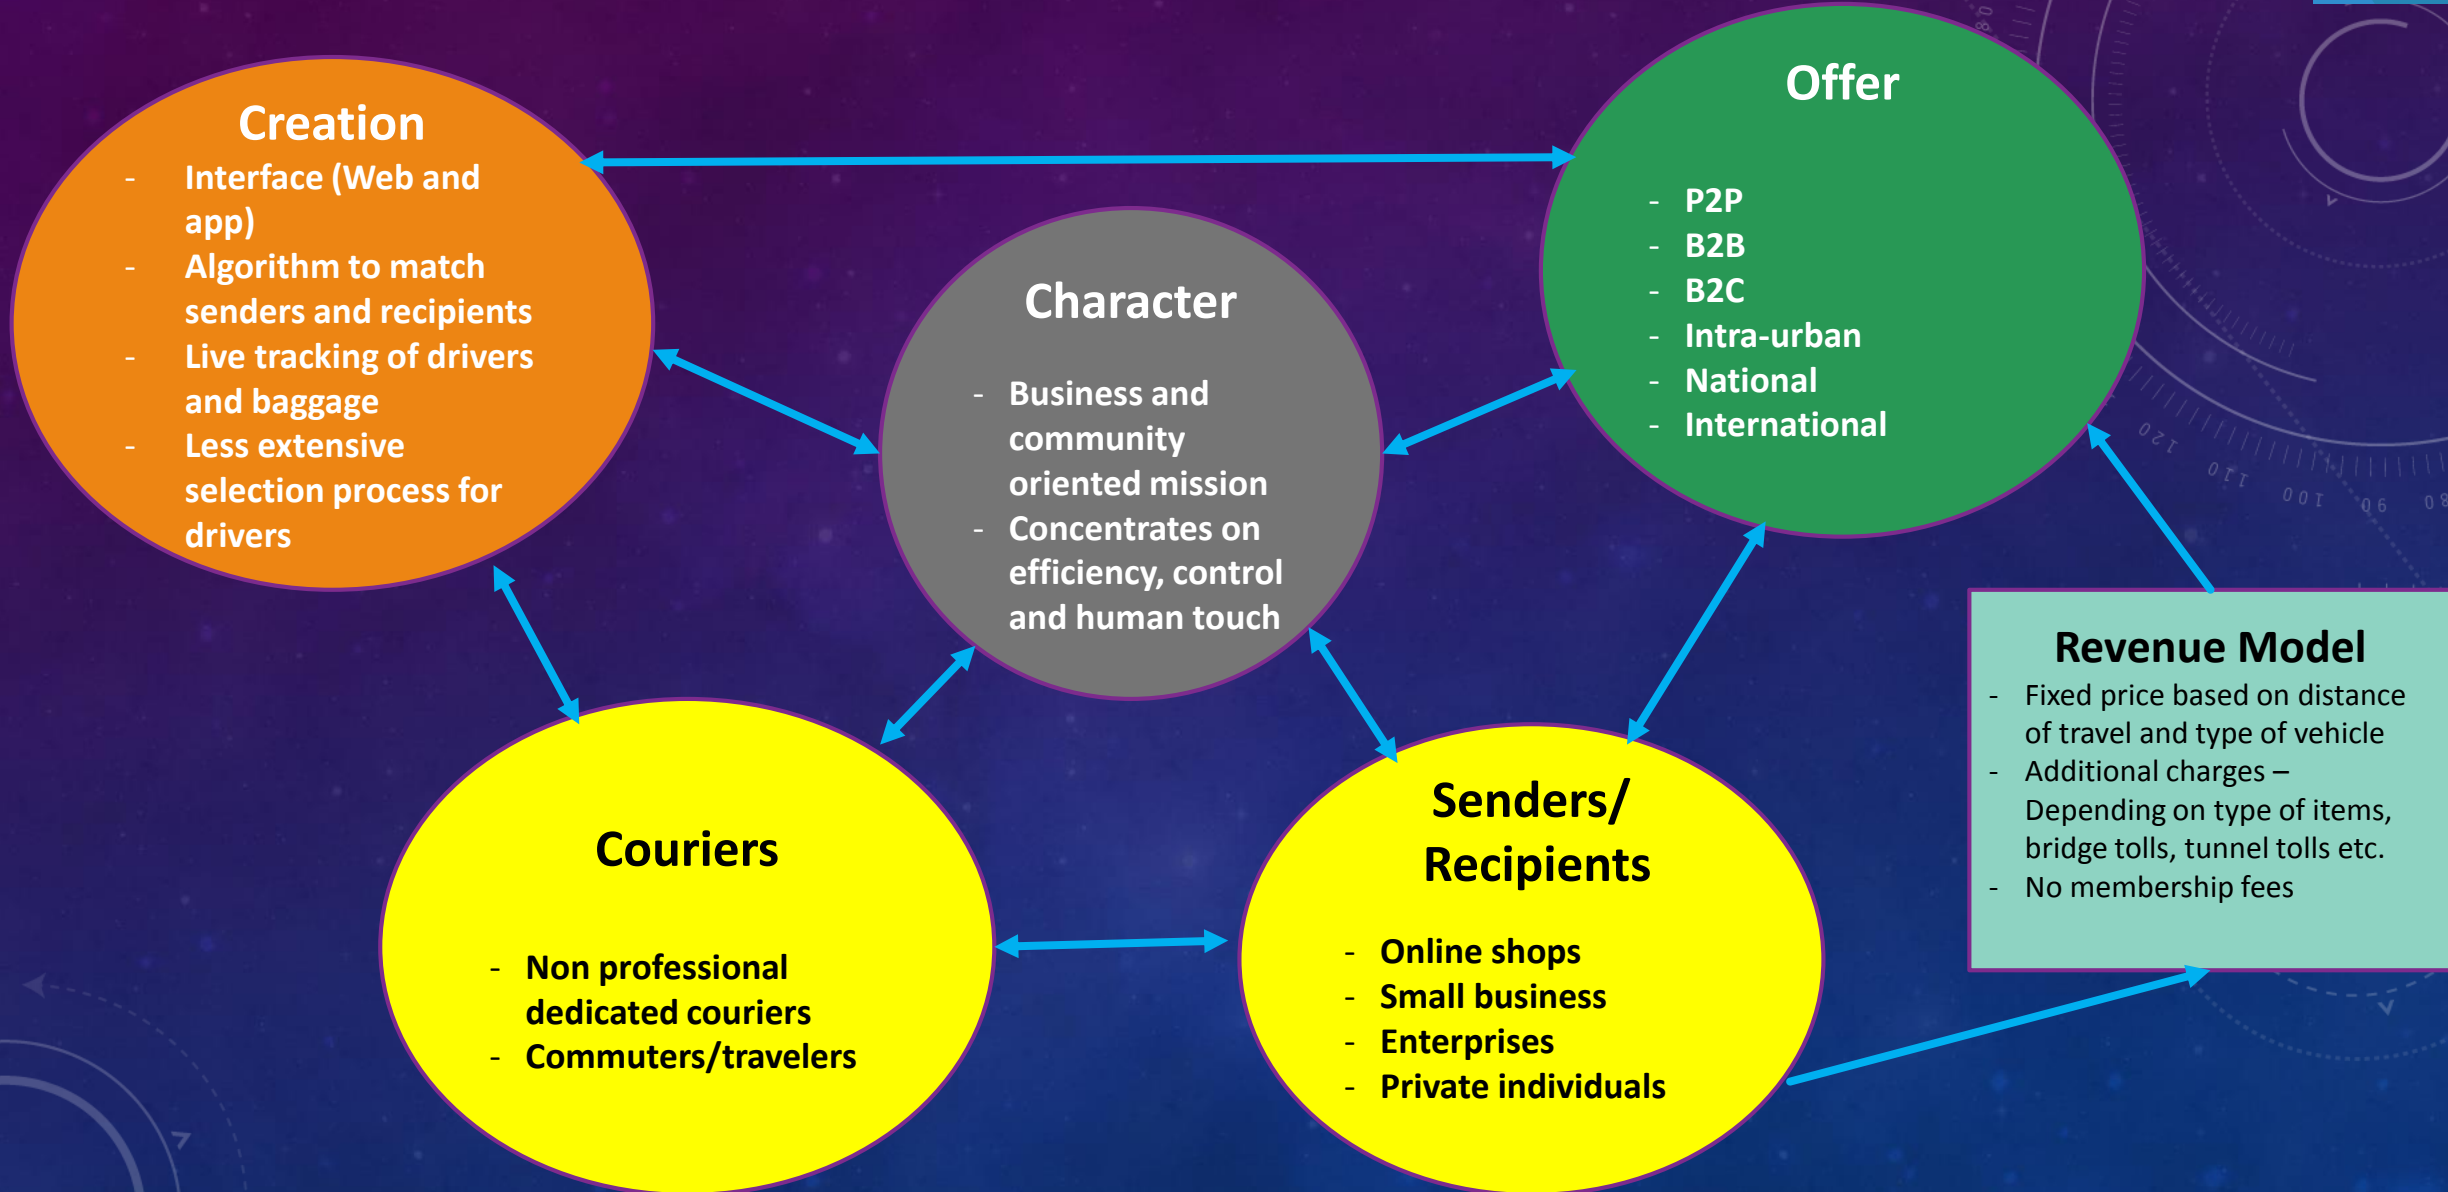 Creation
- Interface (Web and
app)
- Algorithm to match
senders and recipients
- Live tracking of drivers
and baggage
- Less extensive
selection process for
drivers
Character
- Business and
community
oriented mission
- Concentrates on
efficiency, control
and human touch
Offer
- P2P
- B2B
- B2C
- Intra-urban
- National
- International
Revenue Model
- Fixed price based on distance
of travel and type of vehicle
- Additional charges –
Depending on type of items,
bridge tolls, tunnel tolls etc.
- No membership fees
Couriers
- Non professional
dedicated couriers
- Commuters/travelers
Senders/
Recipients
- Online shops
- Small business
- Enterprises
- Private individuals
120
110
100
90